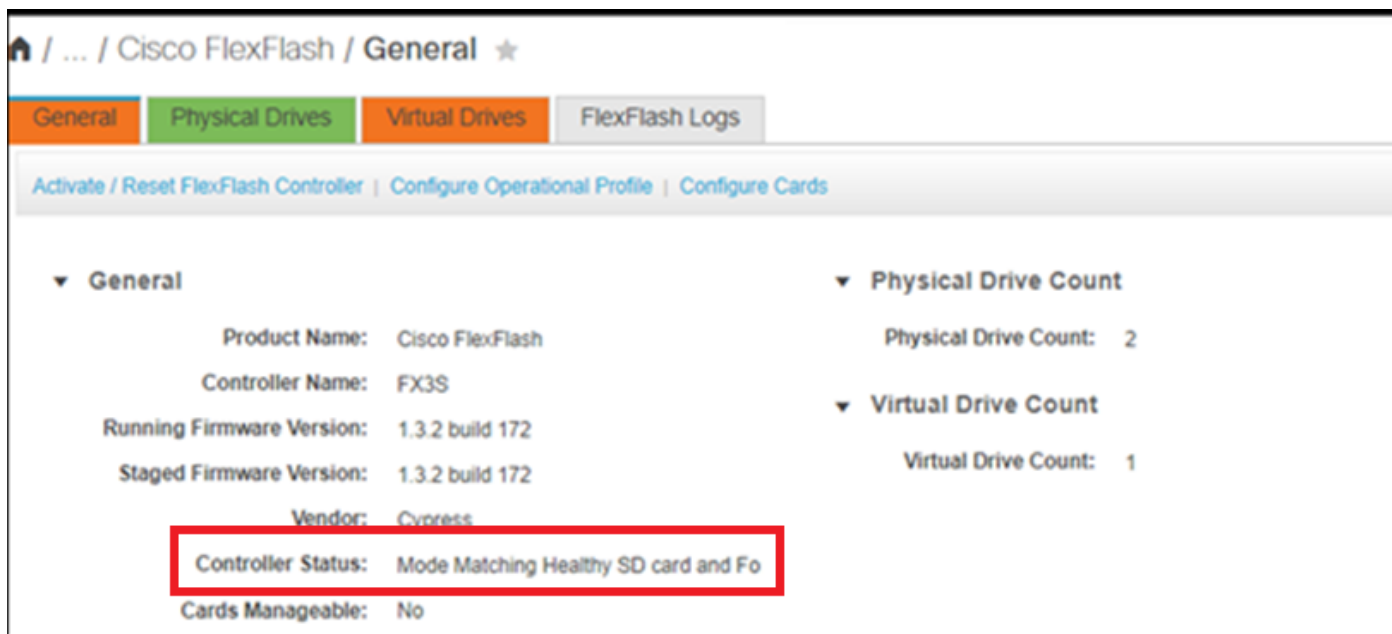 / ... / Cisco FlexFlash / General
General Physical Drives Virtual Drives FlexFlash Logs
Activate / Reset FlexFlash Controller | Configure Operational Profile | Configure Cards
General
Product Name: Cisco FlexFlash
Controller Name: FX3S
Running Firmware Version: 1.3.2 build 172
Staged Firmware Version: 1.3.2 build 172
Vendor: Cypress
Controller Status: Mode Matching Healthy SD card and Fo
Cards Manageable: No
Physical Drive Count
Physical Drive Count: 2
Virtual Drive Count
Virtual Drive Count: 1